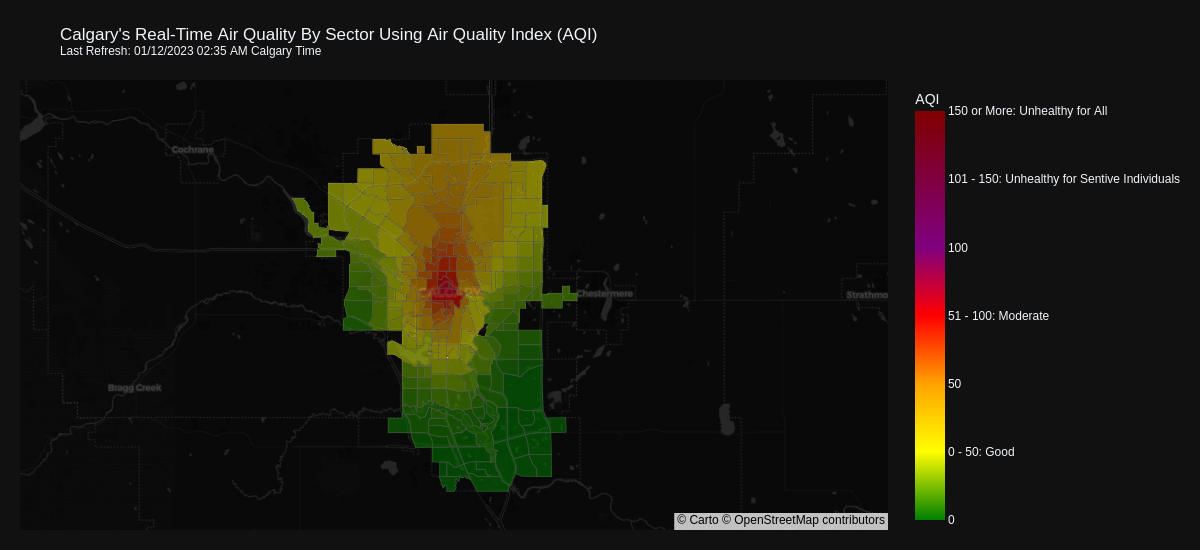 Calgary's Real-Time Air Quality By Sector Using Air Quality Index (AQI)
Last Refresh: 01/12/2023 02:35 AM Calgary Time
AQI
150 or More: Unhealthy for All
101 - 150: Unhealthy for Sentive Individuals
100
51 - 100: Moderate
50
0 - 50: Good
0
Cochrane
Chestermere
Strathmo
Bragg Creek
© Carto © OpenStreetMap contributors